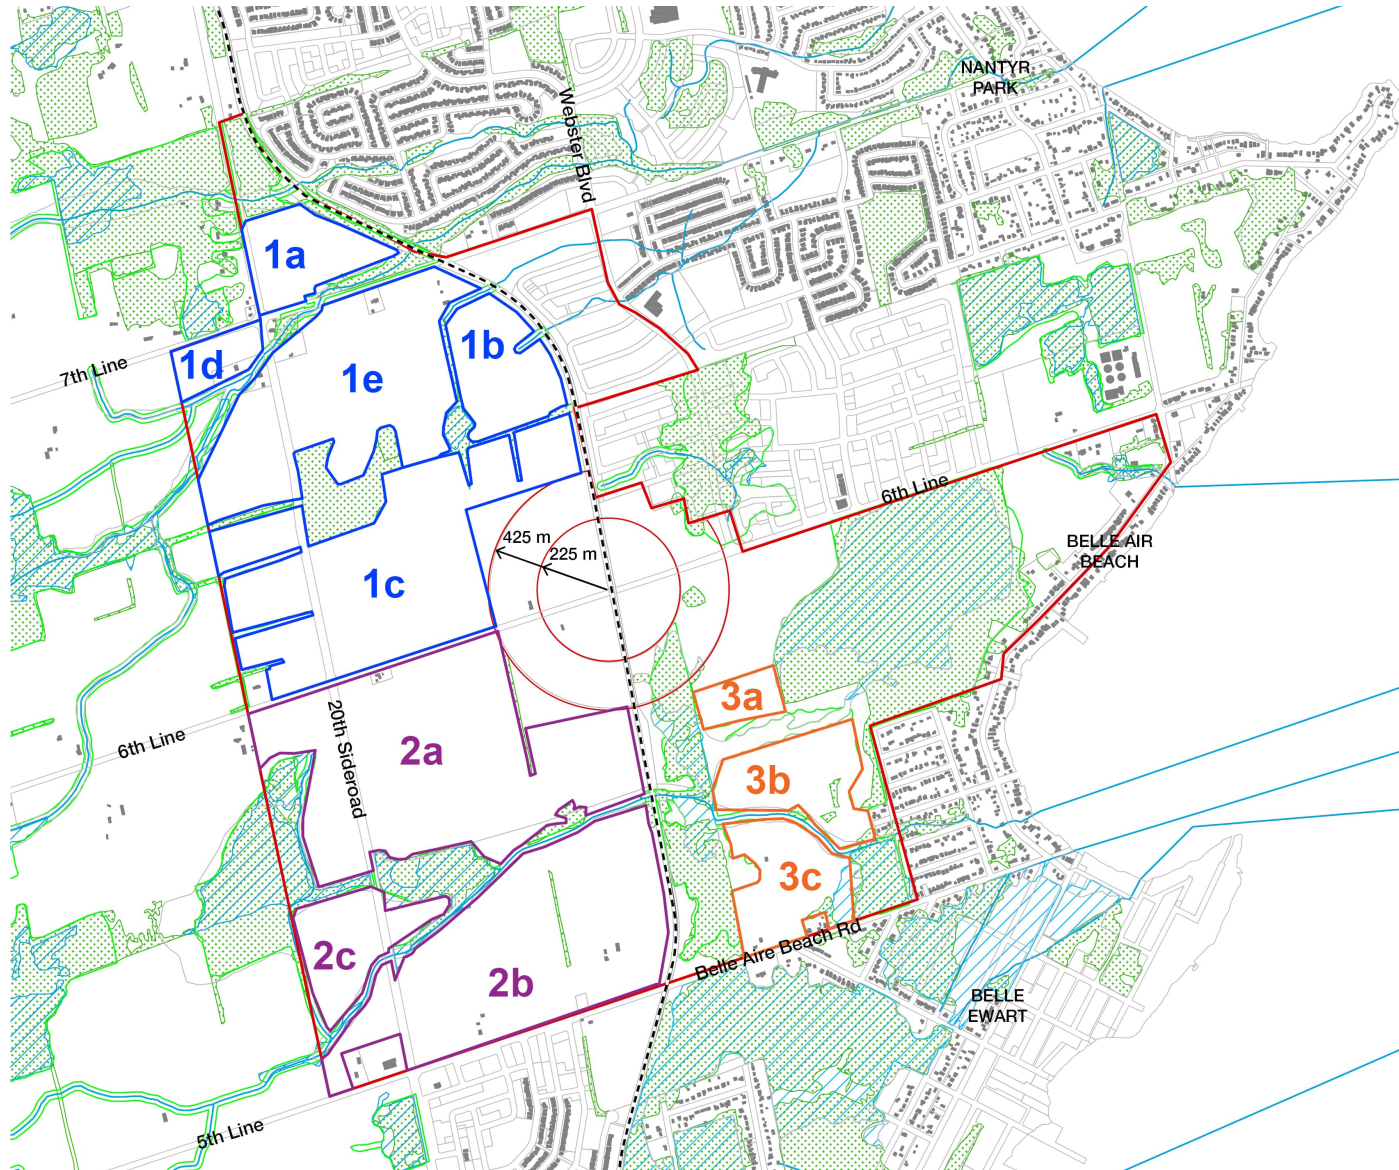 NANTYR
PARK
Webster Blvd
1a
1b
1d
7th Line
1e
6th Line
425 m
225 m
BELLE AIR
BEACH
1c
3a
20th Sideroad
6th Line
2a
3b
3c
Belle Aire Beach Rd
2c
2b
BELLE
EWART
5th Line